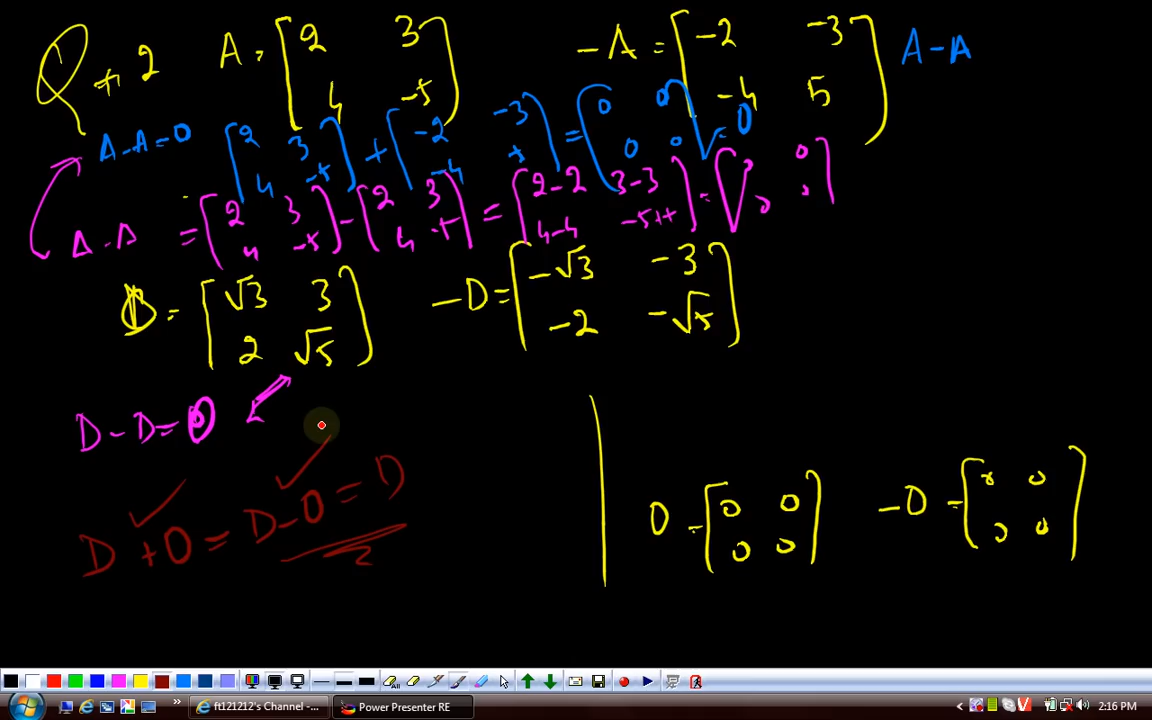 Q # 2 A = [2 3 -A = [-2 -3 A - A
4 -5] -4 5]
A - A = 0 [2 3 + [-2 -3 = [0 0 = 0
4 -5] -4 5] 0 0]
A - A = [2 3 - [2 3 = [2-2 3-3 = [0 0
4 -5] 4 -5] 4-4 -5+5] 0 0]
D = [√3 3 -D = [-√3 -3
2 √5] -2 -√5]
D - D = 0
D + 0 = D - 0 = D
0 = [0 0 -0 = [0 0
0 0] 0 0]
ft121212's Channel -... Power Presenter RE 2:16 PM